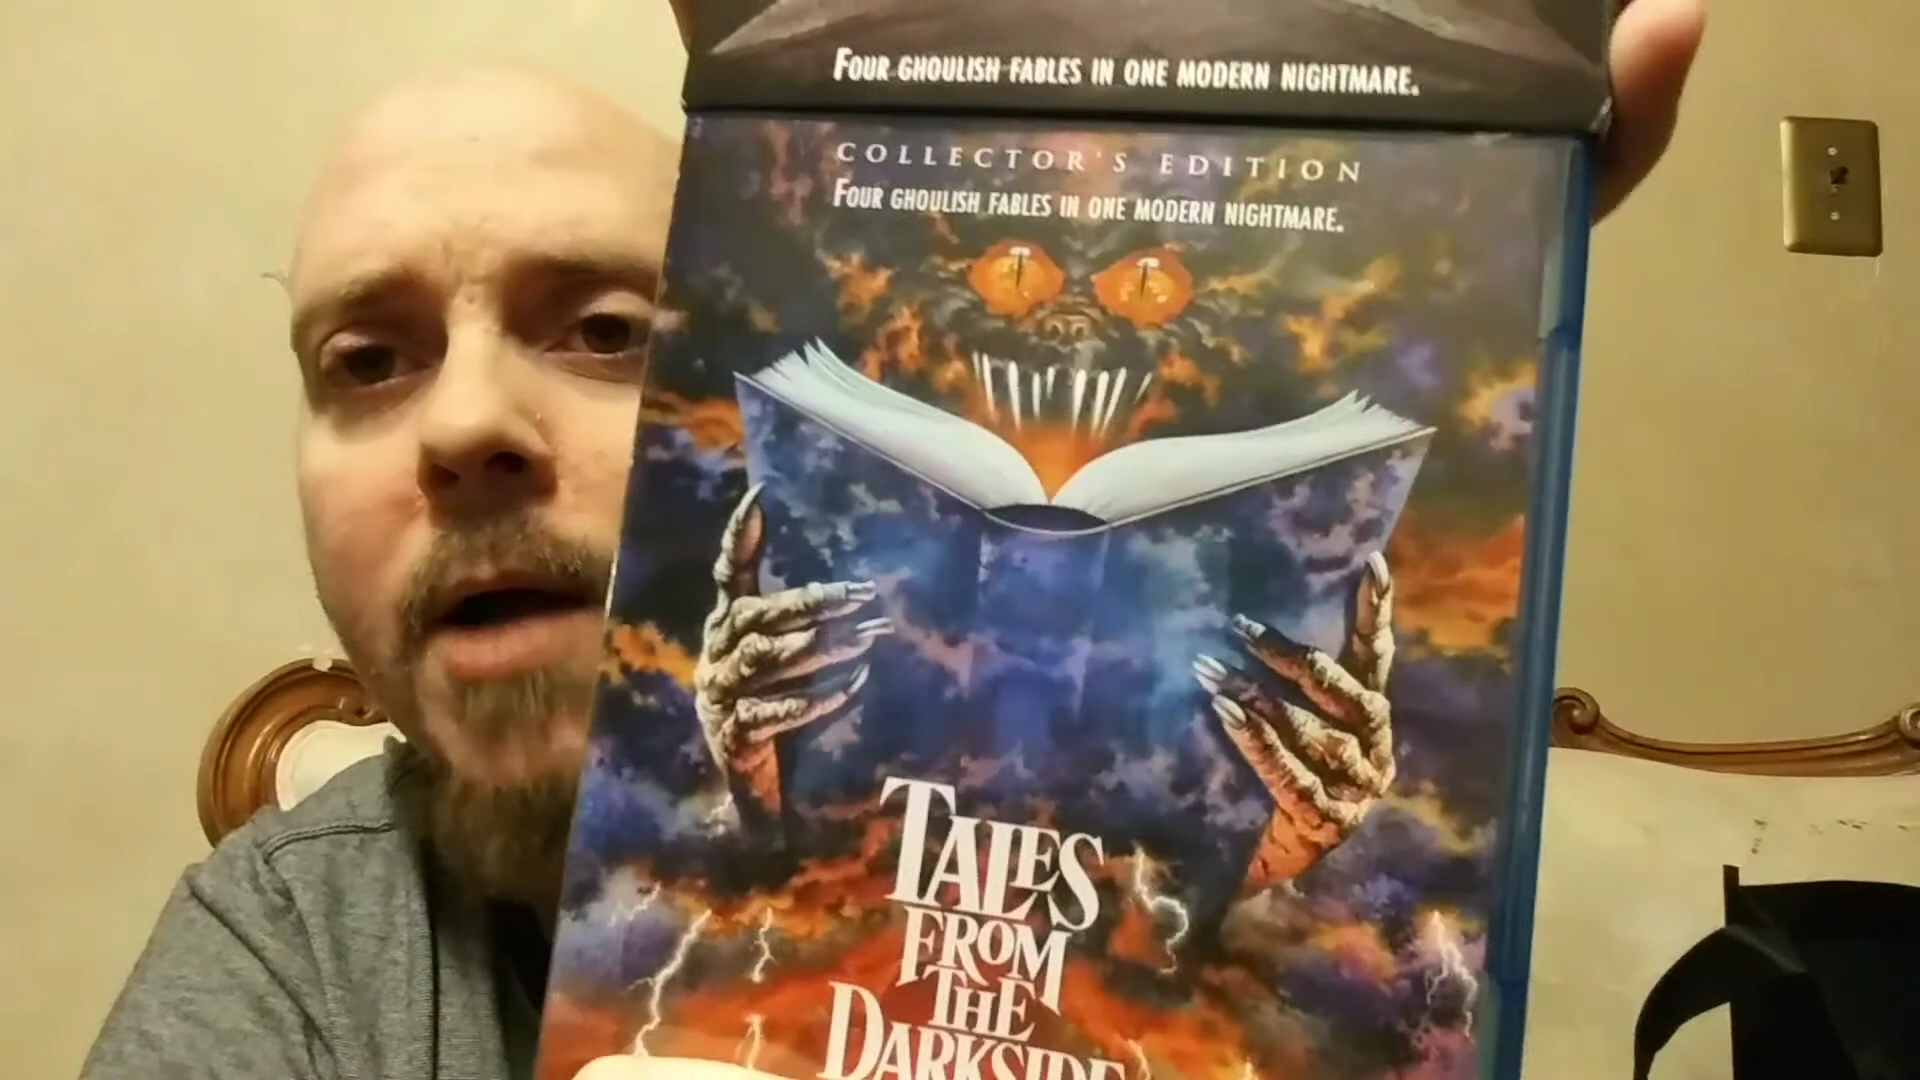 FOUR GHOULISH FABLES IN ONE MODERN NIGHTMARE.
COLLECTOR'S EDITION
FOUR GHOULISH FABLES IN ONE MODERN NIGHTMARE.
TALES
FROM
THE
DARKSIDE